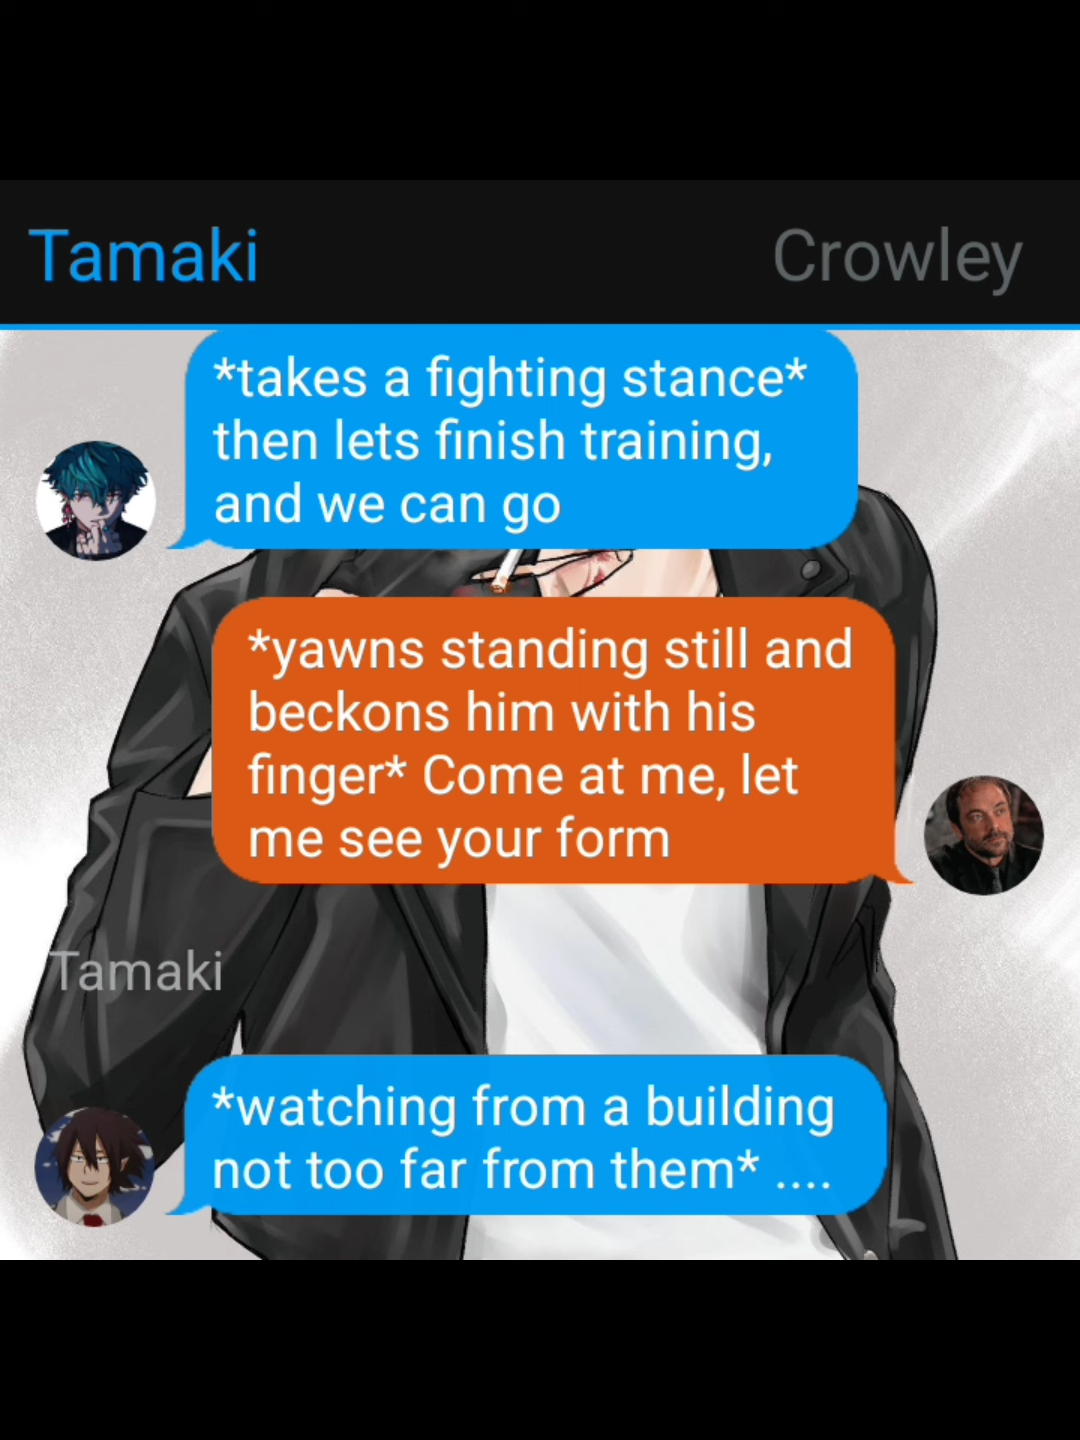 Tamaki
Crowley
*takes a fighting stance*
then lets finish training,
and we can go
*yawns standing still and
beckons him with his
finger* Come at me, let
me see your form
Tamaki
*watching from a building
not too far from them* ....